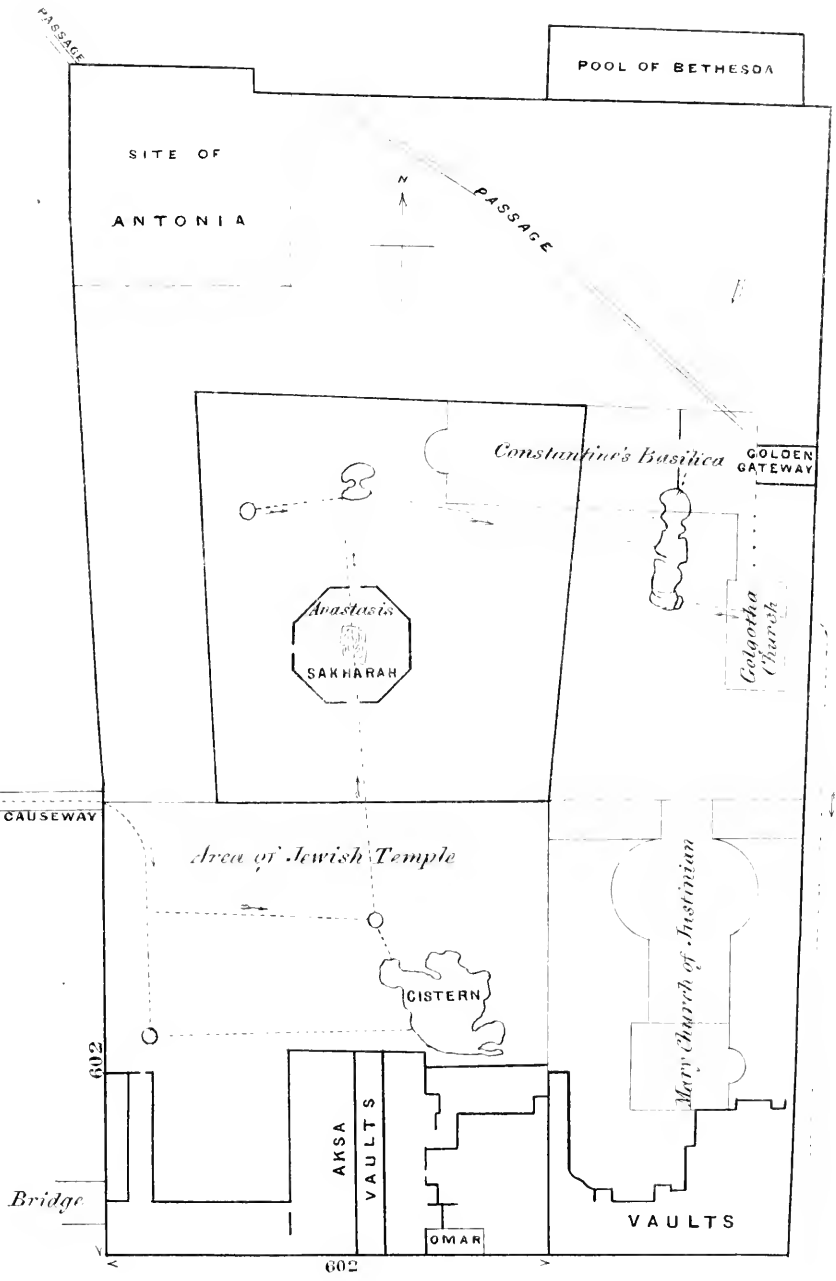 PASSAGE
POOL OF BETHESDA
SITE OF
ANTONIA
N
PASSAGE
Constantine's Basilica
GOLDEN
GATEWAY
Anastasis
SAKHARAH
Golgotha
Church
CAUSEWAY
Area of Jewish Temple
CISTERN
Mary Church of Justinian
602
AKSA
VAULTS
Bridge
VAULTS
OMAR
602